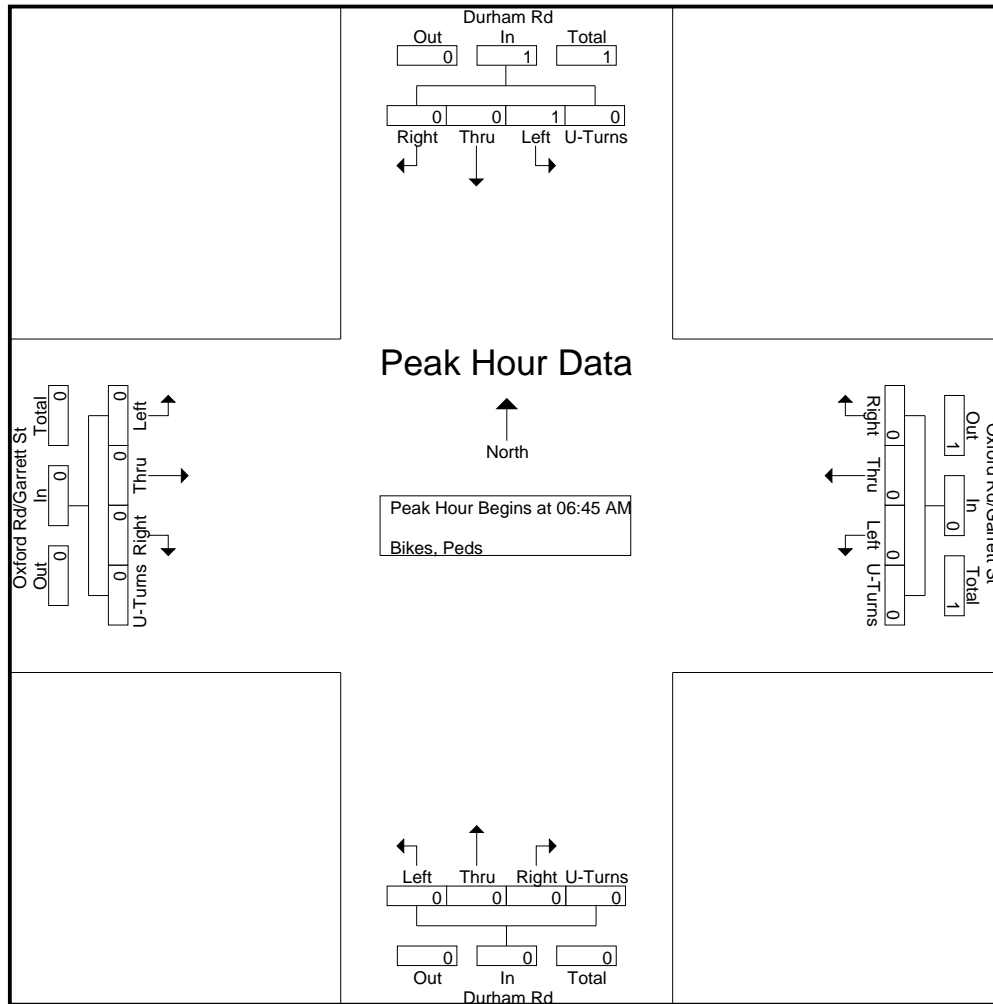 Durham Rd
Out In Total
0 1 1
0 0 1 0
Right Thru Left U-Turns
Peak Hour Data
North
Peak Hour Begins at 06:45 AM
Bikes, Peds
Oxford Rd/Garrett St
Out In Total
0 0 0
0 0 0 0
U-Turns Right Thru Left
Oxford Rd/Garrett St
Out In Total
1 0 1
0 0 0 0
Right Thru Left U-Turns
Left Thru Right U-Turns
0 0 0 0
0 0 0
Out In Total
Durham Rd